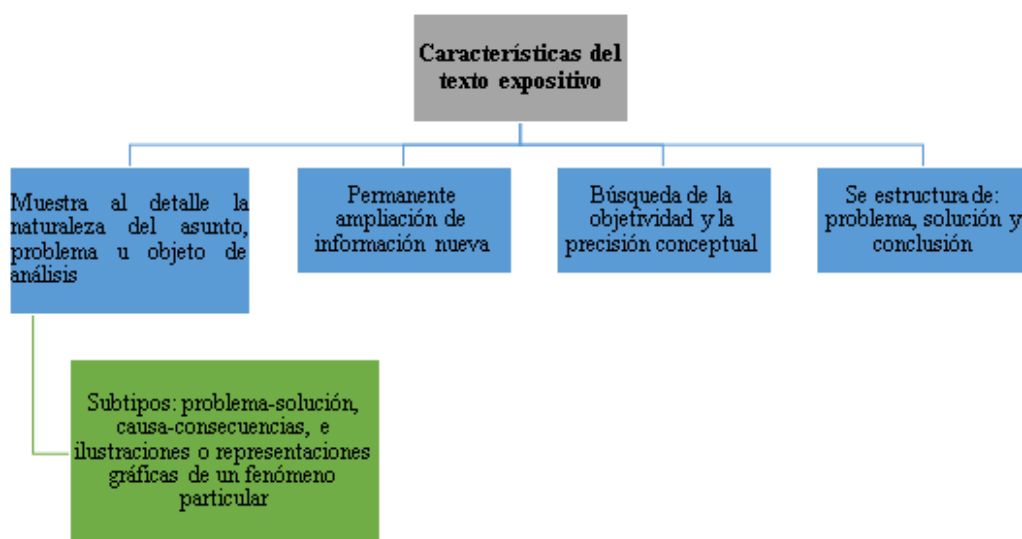 Características del
texto expositivo
Muestra al detalle la
naturaleza del asunto,
problema u objeto de
análisis
Permanente
ampliación de
información nueva
Búsqueda de la
objetividad y la
precisión conceptual
Se estructura de:
problema, solución y
conclusión
Subtipos: problema-solución,
causa-consecuencias, e
ilustraciones o representaciones
gráficas de un fenómeno
particular